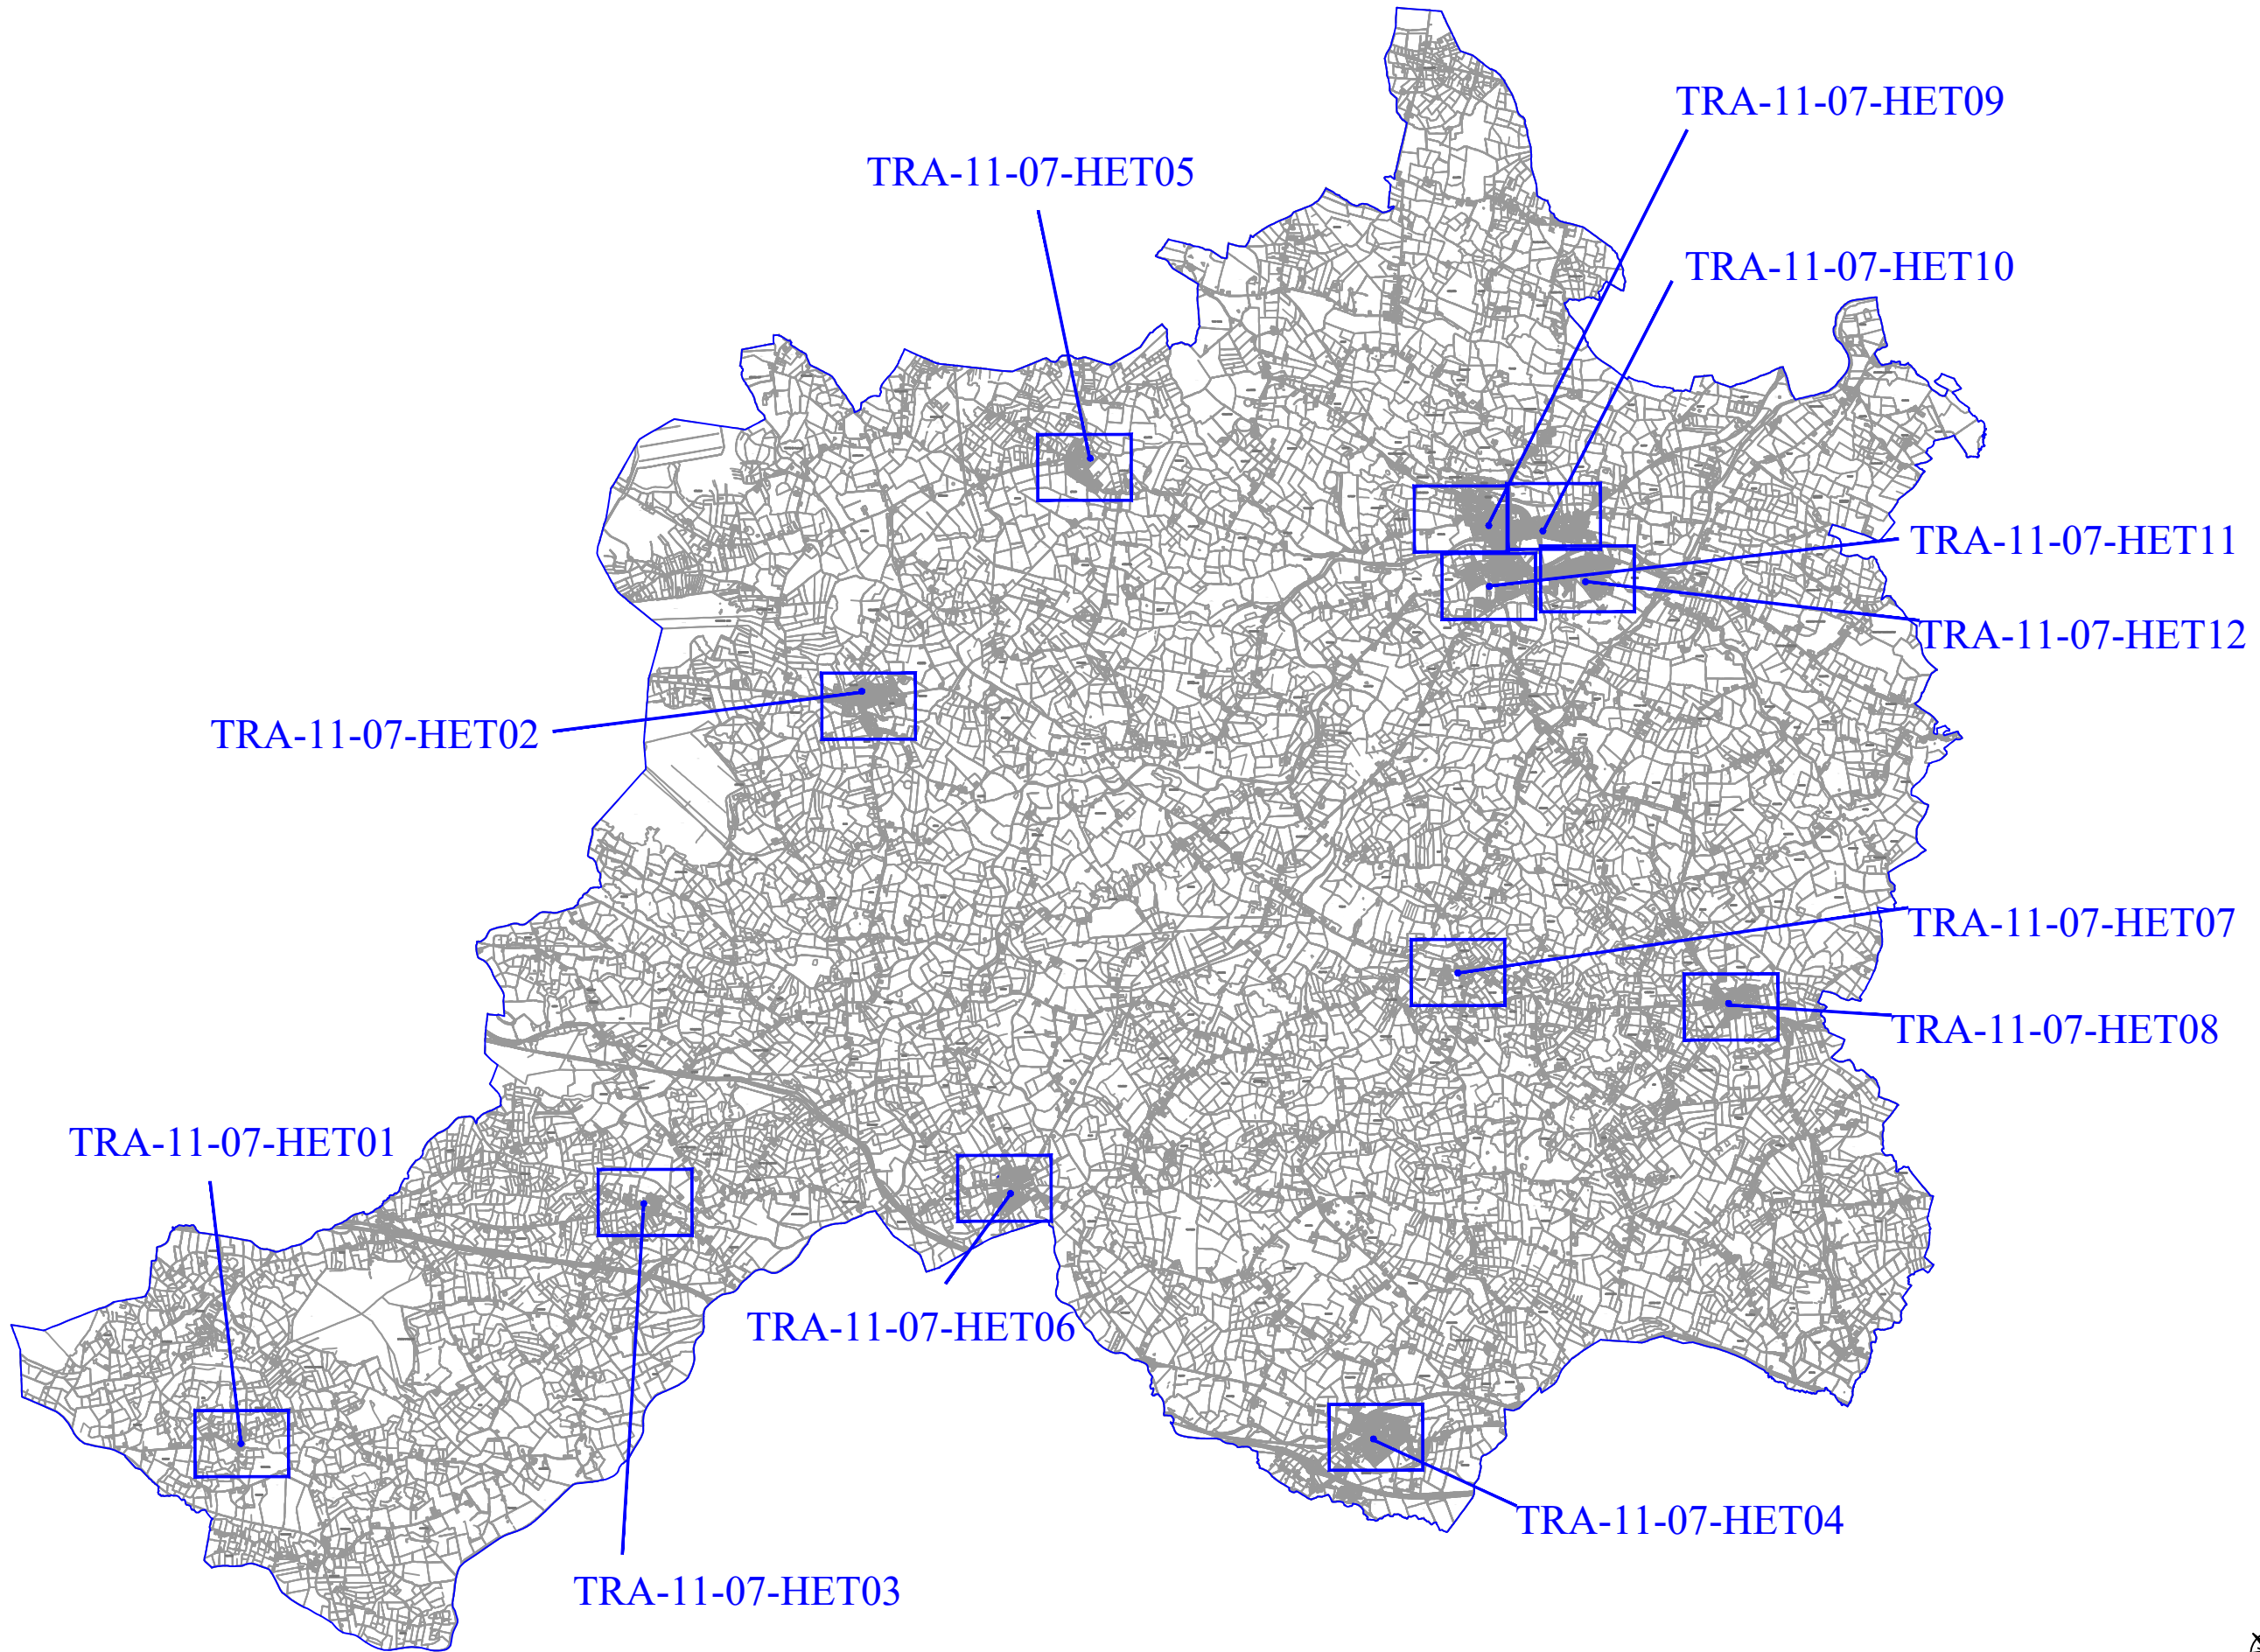 TRA-11-07-HET09
TRA-11-07-HET05
TRA-11-07-HET10
TRA-11-07-HET11
TRA-11-07-HET12
TRA-11-07-HET02
TRA-11-07-HET07
TRA-11-07-HET08
TRA-11-07-HET01
TRA-11-07-HET06
TRA-11-07-HET04
TRA-11-07-HET03